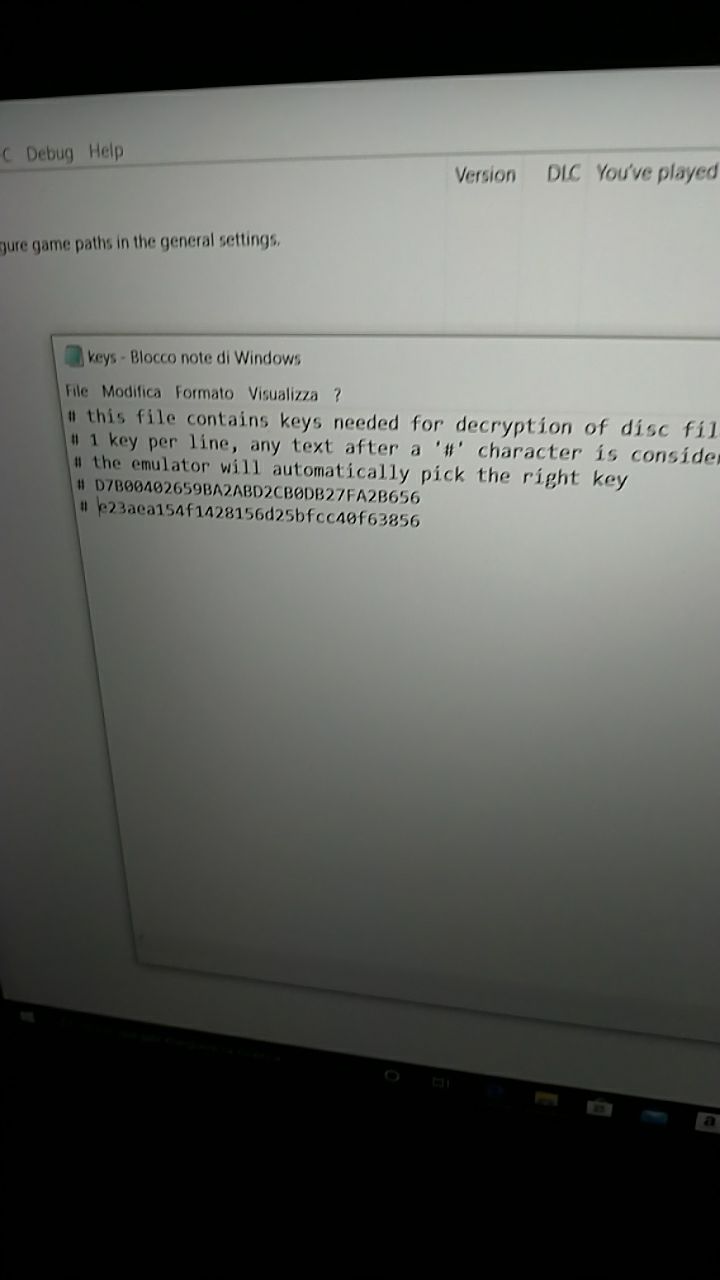 C Debug Help
Version DLC You've played
gure game paths in the general settings.
keys - Blocco note di Windows
File Modifica Formato Visualizza ?
# this file contains keys needed for decryption of disc fil
# 1 key per line, any text after a '#' character is consider
# the emulator will automatically pick the right key
# D7B00402659BA2ABD2CB0DB27FA2B656
# e23aea154f1428156d25bfcc40f63856
a